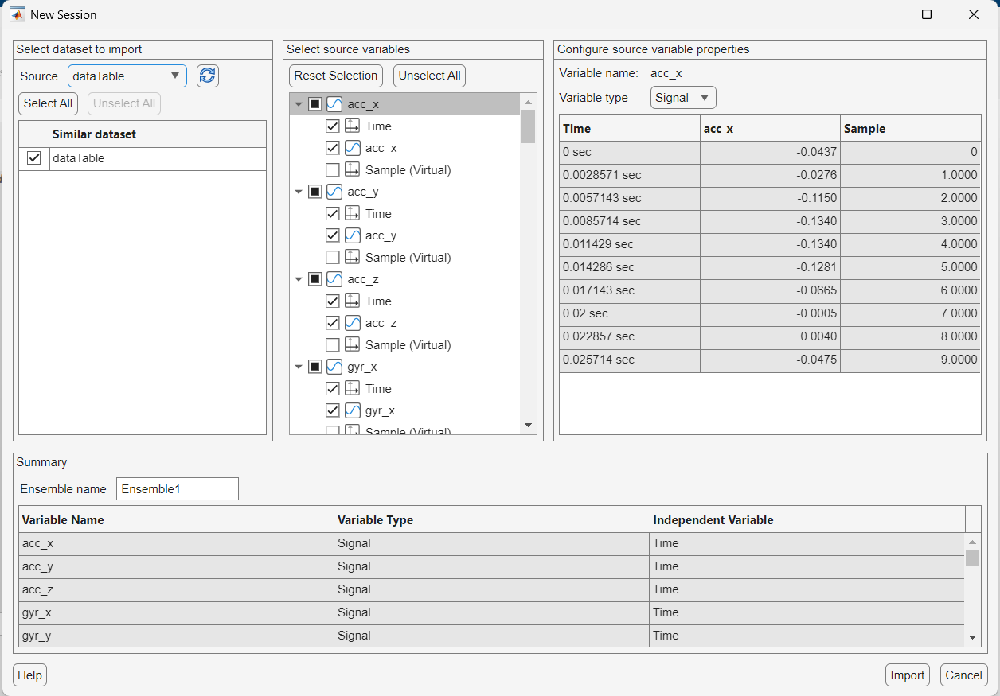 New Session
Select dataset to import
Source dataTable
Select All Unselect All
Similar dataset
dataTable
Select source variables
Reset Selection Unselect All
acc_x
Time
acc_x
Sample (Virtual)
acc_y
Time
acc_y
Sample (Virtual)
acc_z
Time
acc_z
Sample (Virtual)
gyr_x
Time
gyr_x
Sample (Virtual)
Configure source variable properties
Variable name: acc_x
Variable type Signal
Time acc_x Sample
0 sec -0.0437 0
0.0028571 sec -0.0276 1.0000
0.0057143 sec -0.1150 2.0000
0.0085714 sec -0.1340 3.0000
0.011429 sec -0.1340 4.0000
0.014286 sec -0.1281 5.0000
0.017143 sec -0.0665 6.0000
0.02 sec -0.0005 7.0000
0.022857 sec 0.0040 8.0000
0.025714 sec -0.0475 9.0000
Summary
Ensemble name Ensemble1
Variable Name Variable Type Independent Variable
acc_x Signal Time
acc_y Signal Time
acc_z Signal Time
gyr_x Signal Time
gyr_y Signal Time
Help Import Cancel